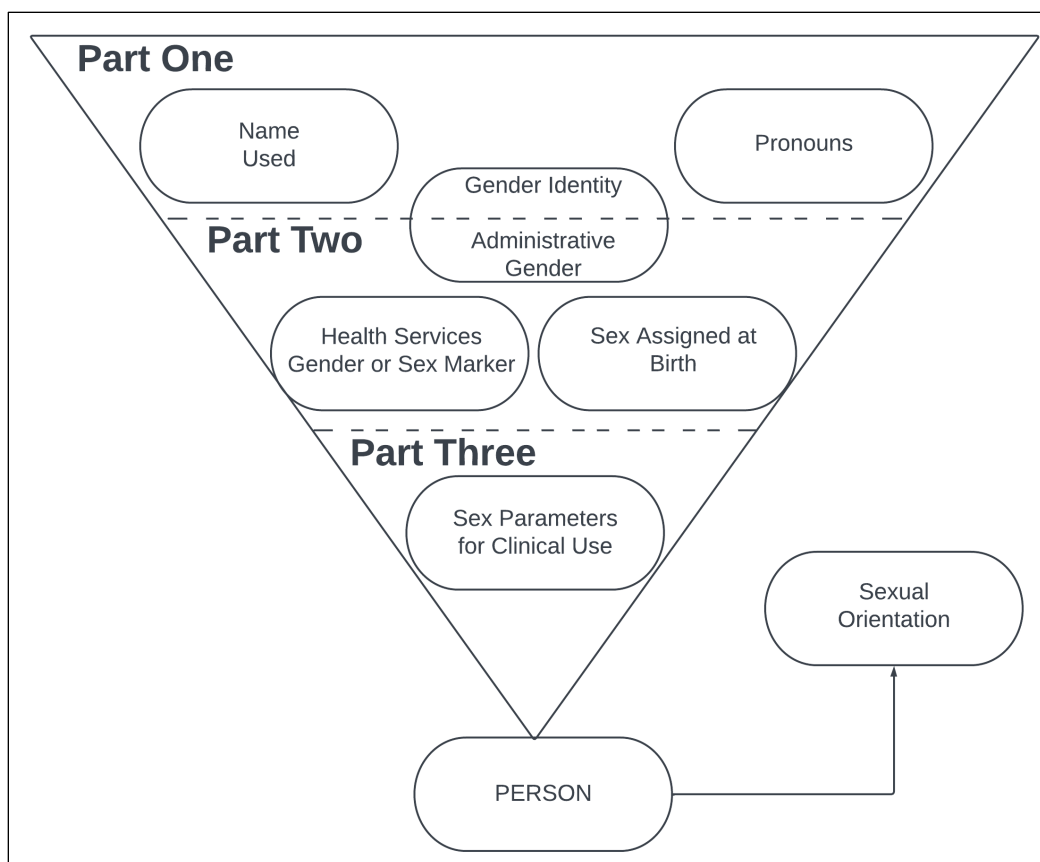 Part One
Name
Used
Pronouns
Gender Identity
Part Two
Administrative
Gender
Health Services
Gender or Sex Marker
Sex Assigned at
Birth
Part Three
Sex Parameters
for Clinical Use
Sexual
Orientation
PERSON